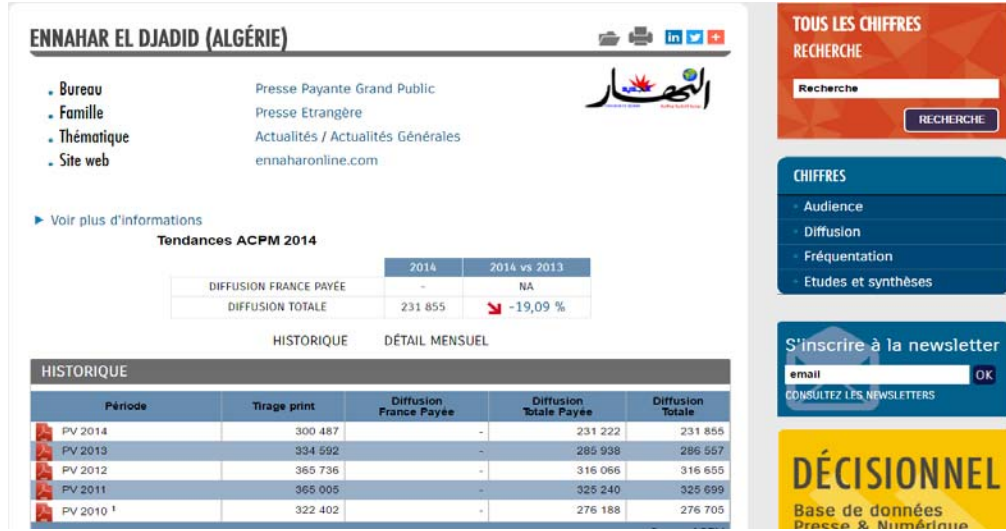 ENNAHAR EL DJADID (ALGÉRIE)
Bureau Presse Payante Grand Public
Famille Presse Etrangère
Thématique Actualités / Actualités Générales
Site web ennaharonline.com
النهار
Voir plus d'informations
Tendances ACPM 2014
2014 2014 vs 2013
DIFFUSION FRANCE PAYÉE - NA
DIFFUSION TOTALE 231 855 -19,09 %
HISTORIQUE DÉTAIL MENSUEL
HISTORIQUE
Période Tirage print Diffusion France Payée Diffusion Totale Payée Diffusion Totale
PV 2014 300 487 - 231 222 231 855
PV 2013 334 592 - 285 938 286 557
PV 2012 365 736 - 316 066 316 655
PV 2011 365 005 - 325 240 325 699
PV 2010 ¹ 322 402 - 276 188 276 705
TOUS LES CHIFFRES
RECHERCHE
Recherche
RECHERCHE
CHIFFRES
Audience
Diffusion
Fréquentation
Etudes et synthèses
S'inscrire à la newsletter
email OK
CONSULTEZ LES NEWSLETTERS
DÉCISIONNEL
Base de données
Presse & Numérique